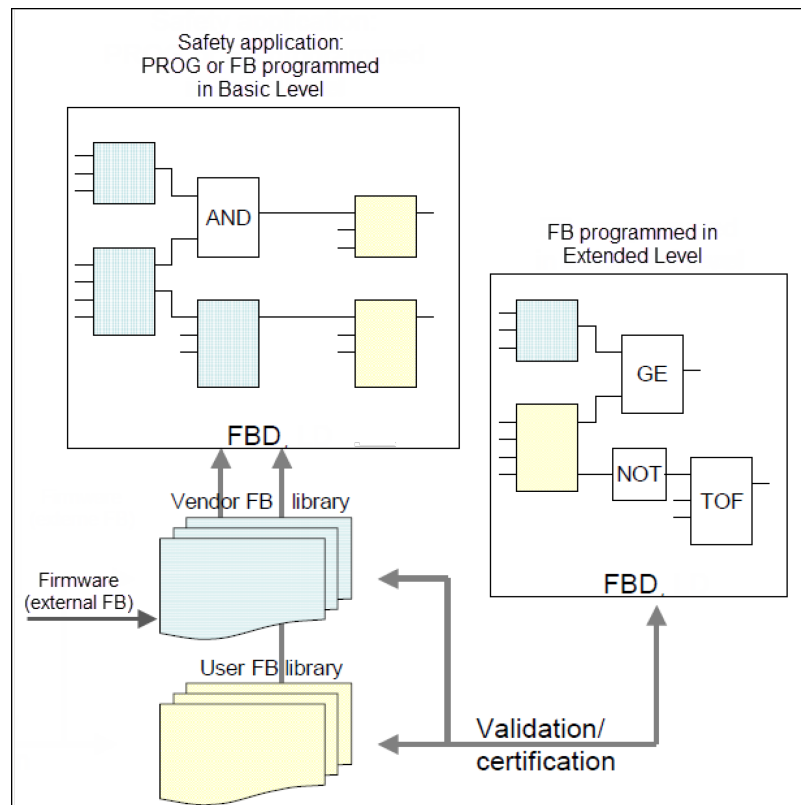 Safety application:
PROG or FB programmed
in Basic Level
AND
FBD
FB programmed in
Extended Level
GE
NOT
TOF
FBD
Vendor FB library
Firmware
(external FB)
User FB library
Validation/
certification